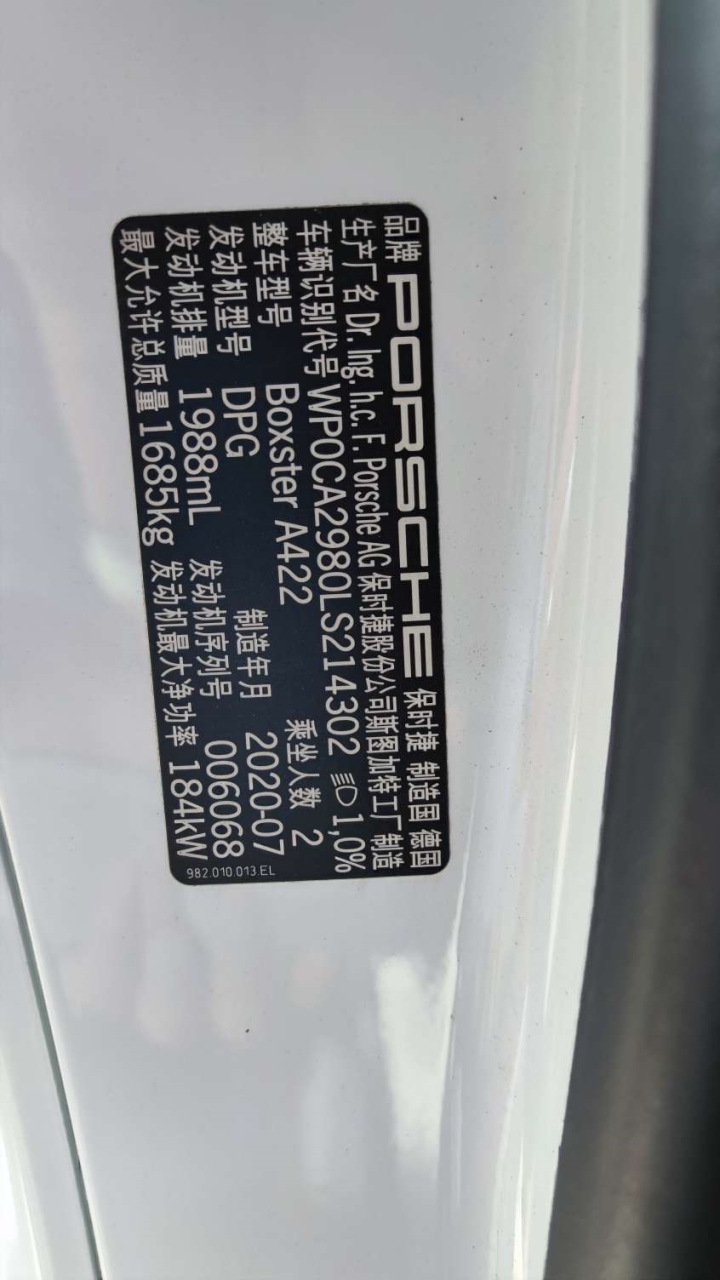 品牌 PORSCHE 保时捷 制造国 德国
生产厂名 Dr. Ing. h.c. F. Porsche AG 保时捷股份公司斯图加特工厂制造
车辆识别代号 WP0CA2980LS214302 1,0%
整车型号 Boxster A422 乘坐人数 2
发动机型号 DPG 制造年月 2020-07
发动机排量 1988mL 发动机序列号 006068
最大允许总质量 1685kg 发动机最大净功率 184kW
982.010.013.EL